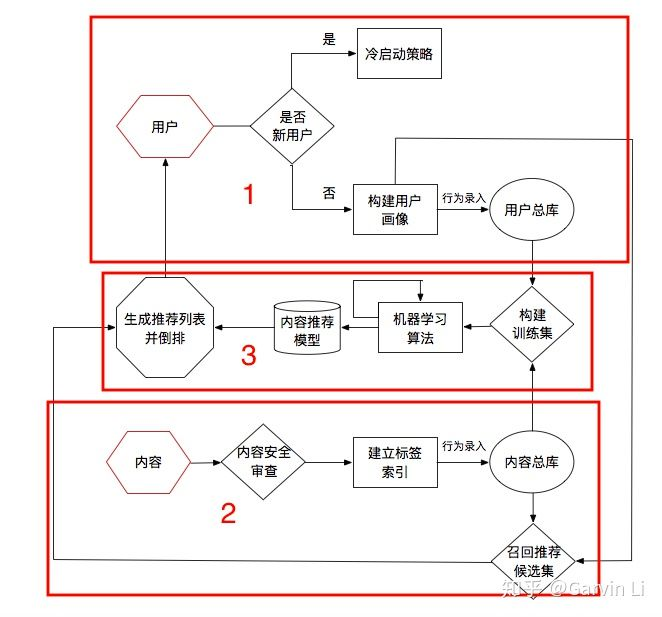 是
冷启动策略
用户
是否
新用户
1
否
构建用户
画像
行为录入
用户总库
生成推荐列表
并倒排
内容推荐
模型
机器学习
算法
构建
训练集
3
内容
内容安全
审查
建立标签
索引
行为录入
内容总库
2
召回推荐
候选集
知乎 @Garvin Li